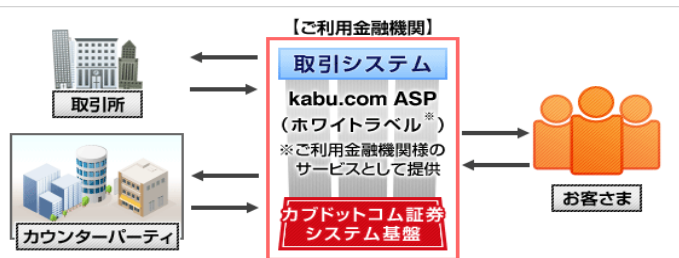 【ご利用金融機関】
取引システム
kabu.com ASP
(ホワイトラベル※)
※ご利用金融機関様の
サービスとして提供
カブドットコム証券
システム基盤
取引所
カウンターパーティ
お客さま